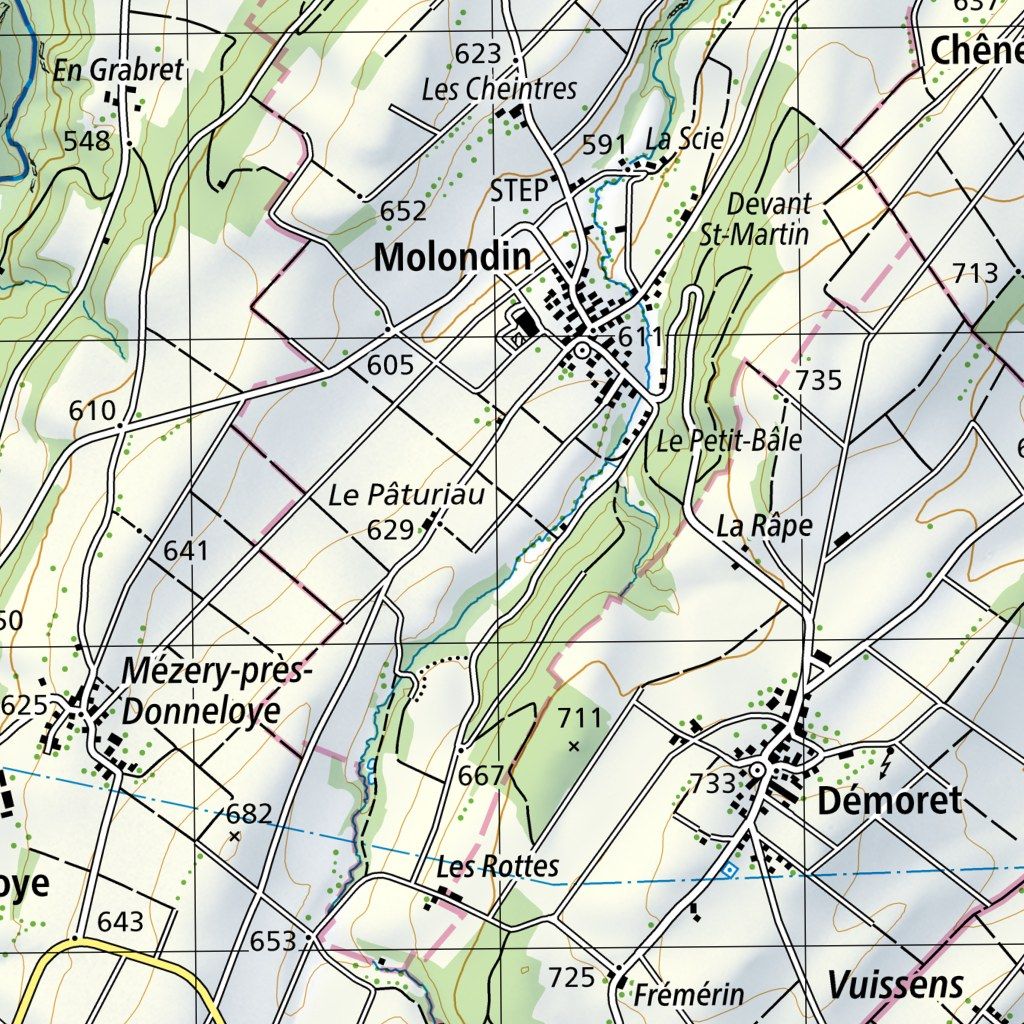 637
Chêne
623
En Grabret
Les Cheintres
548
591
La Scie
STEP
652
Devant
St-Martin
Molondin
713
611
605
735
610
Le Petit-Bâle
Le Pâturiau
629
La Râpe
641
50
Mézery-près-
Donneloye
625
711
667
733
Démoret
682
Les Rottes
oye
643
653
725
Frémérin
Vuissens